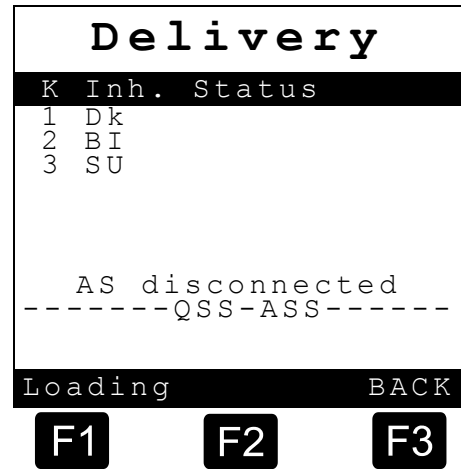 Delivery
K Inh. Status
1 Dk
2 BI
3 SU
AS disconnected
-------QSS-ASS------
Loading BACK
F1 F2 F3